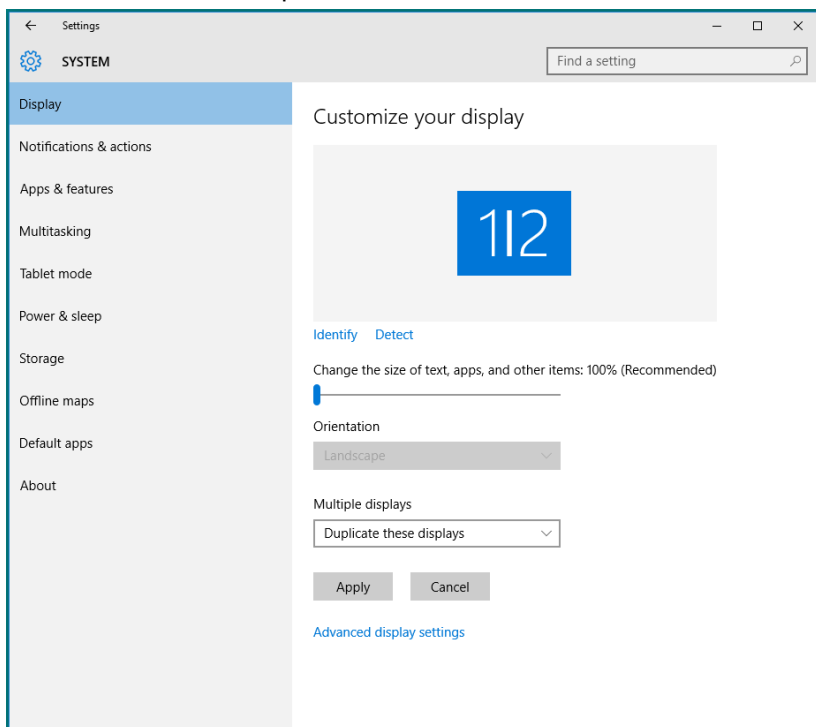 Settings
SYSTEM
Find a setting
Display
Notifications & actions
Apps & features
Multitasking
Tablet mode
Power & sleep
Storage
Offline maps
Default apps
About
Customize your display
1|2
Identify Detect
Change the size of text, apps, and other items: 100% (Recommended)
Orientation
Landscape
Multiple displays
Duplicate these displays
Apply Cancel
Advanced display settings